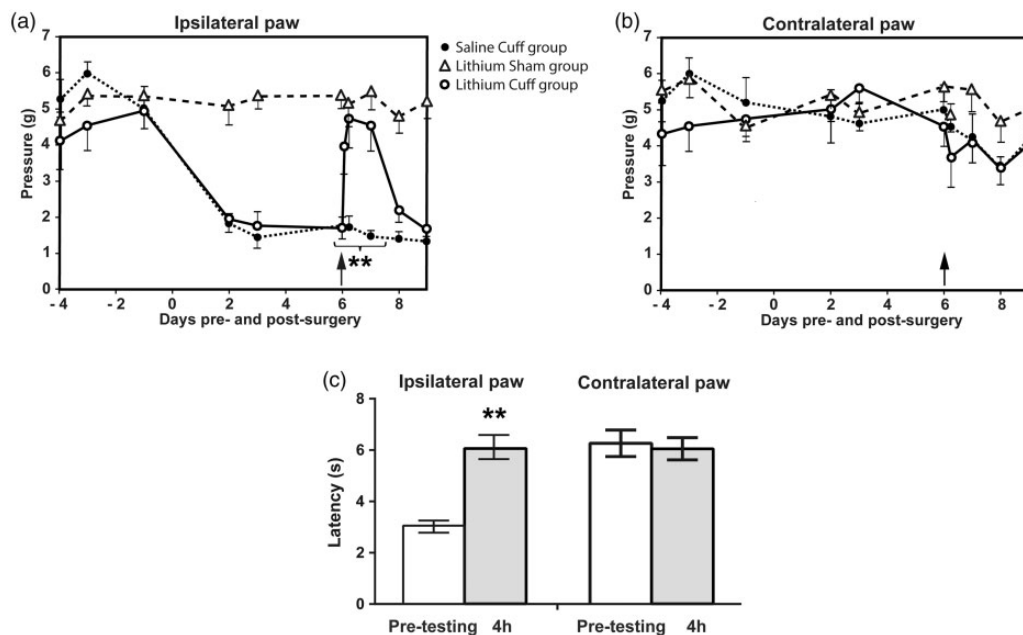 (a)
Ipsilateral paw
Pressure (g)
7
6
5
4
3
2
1
0
- 4
- 2
0
2
4
6
8
**
Days pre- and post-surgery
Saline Cuff group
Lithium Sham group
Lithium Cuff group
(b)
Contralateral paw
Pressure (g)
7
6
5
4
3
2
1
0
- 4
- 2
0
2
4
6
8
Days pre- and post-surgery
(c)
Ipsilateral paw
Contralateral paw
Latency (s)
8
6
4
2
0
**
Pre-testing 4h
Pre-testing 4h